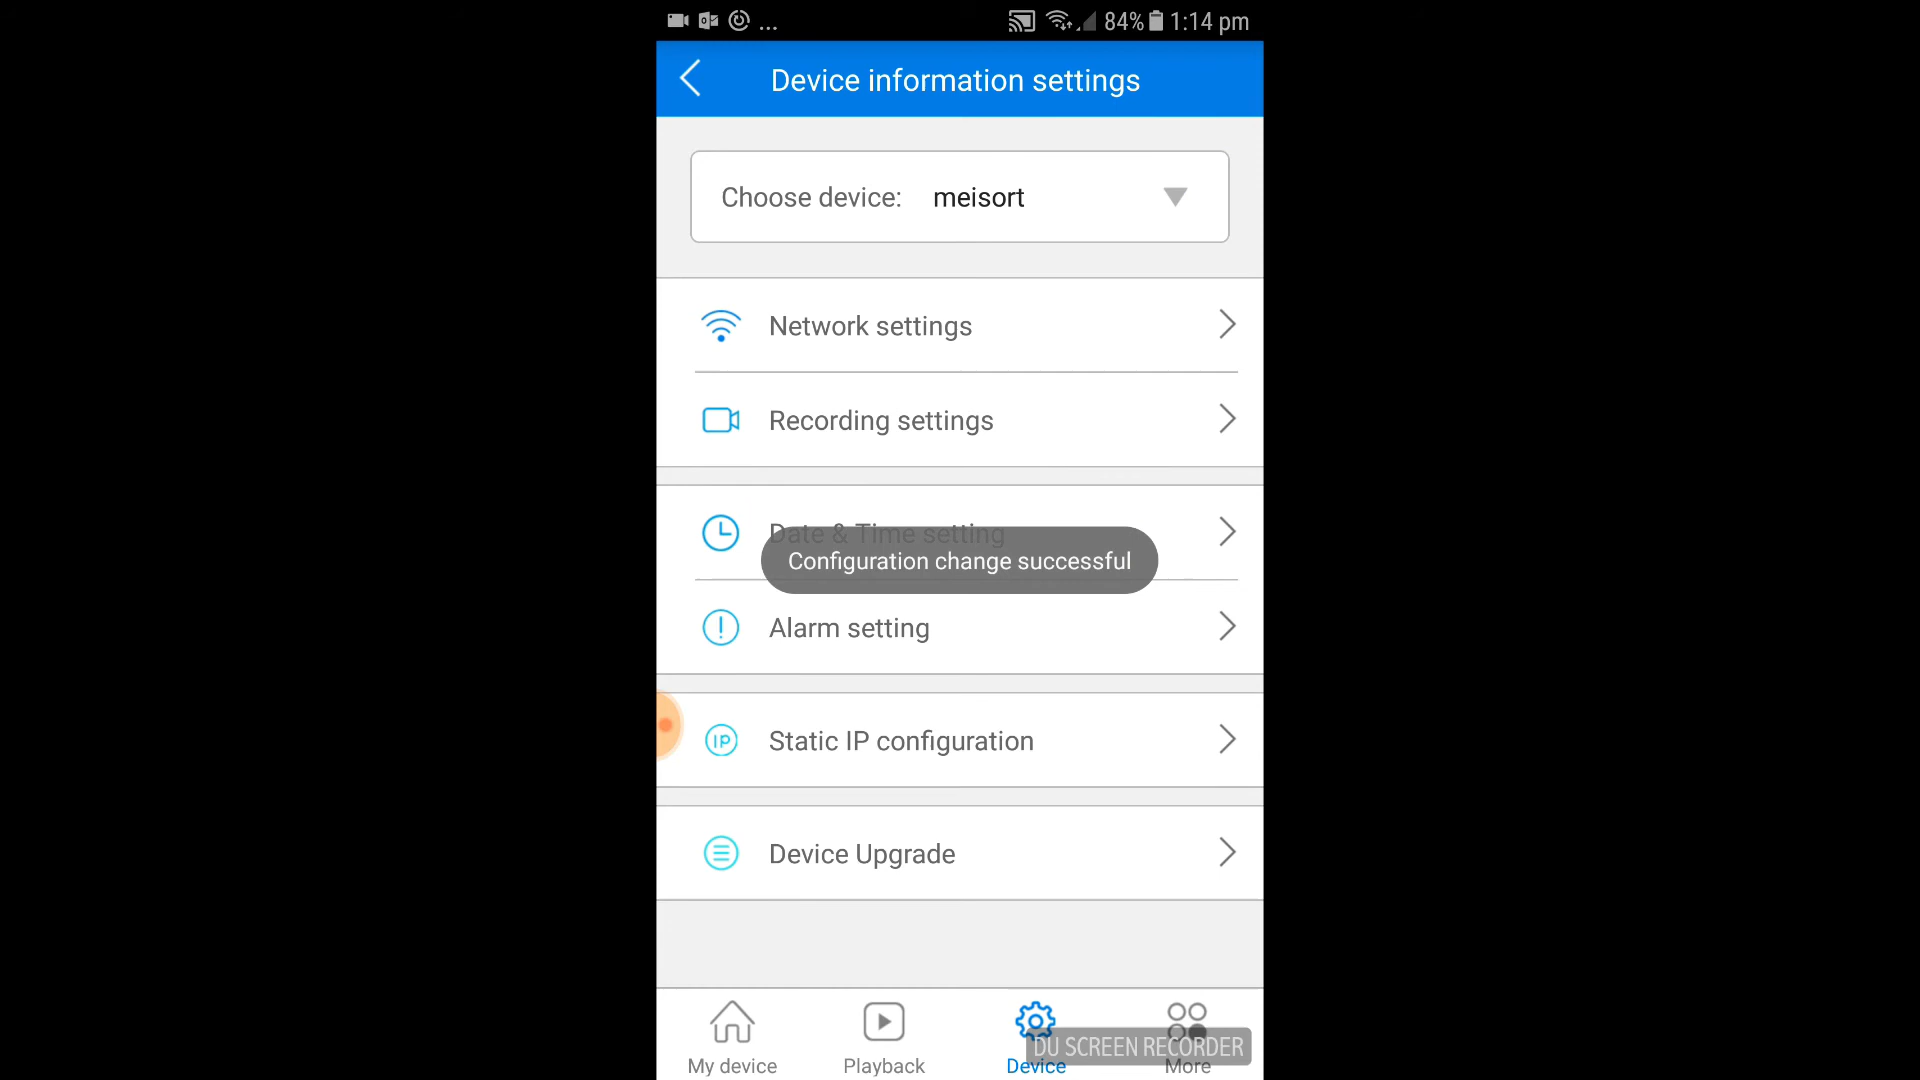 ... 84% 1:14 pm
Device information settings
Choose device: meisort
Network settings
Recording settings
Date & Time setting
Configuration change successful
Alarm setting
IP Static IP configuration
Device Upgrade
DU SCREEN RECORDER
My device Playback Device More